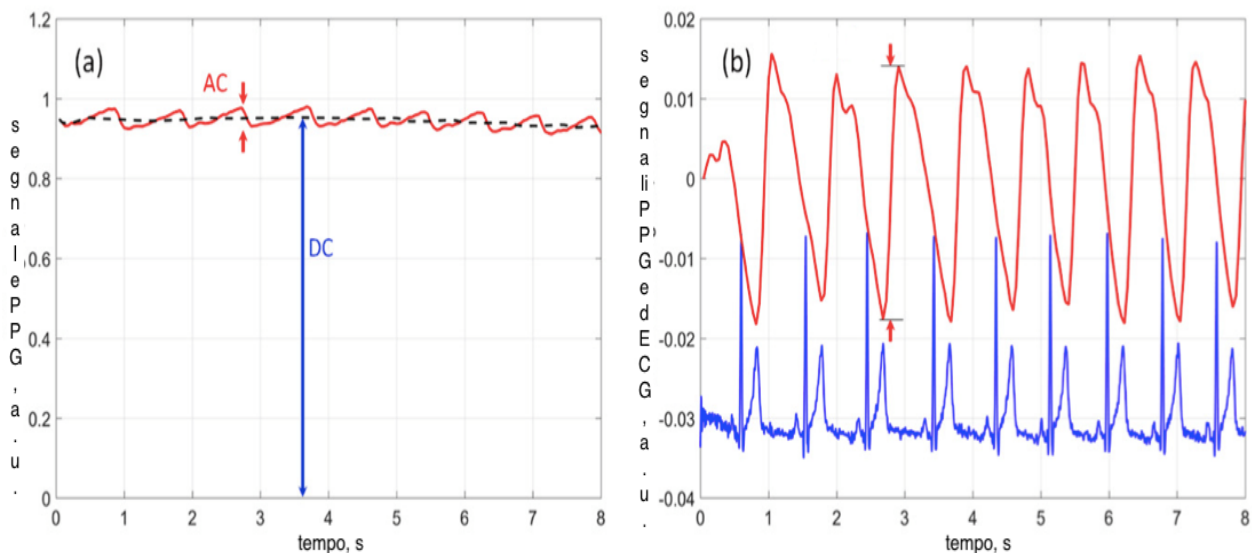 segnalePPG,a.u.
1.2
1
0.8
0.6
0.4
0.2
0
(a)
AC
DC
0 1 2 3 4 5 6 7 8
tempo, s
segnaliPPGedECG,a.u.
0.02
0.01
0
-0.01
-0.02
-0.03
-0.04
(b)
0 1 2 3 4 5 6 7 8
tempo, s